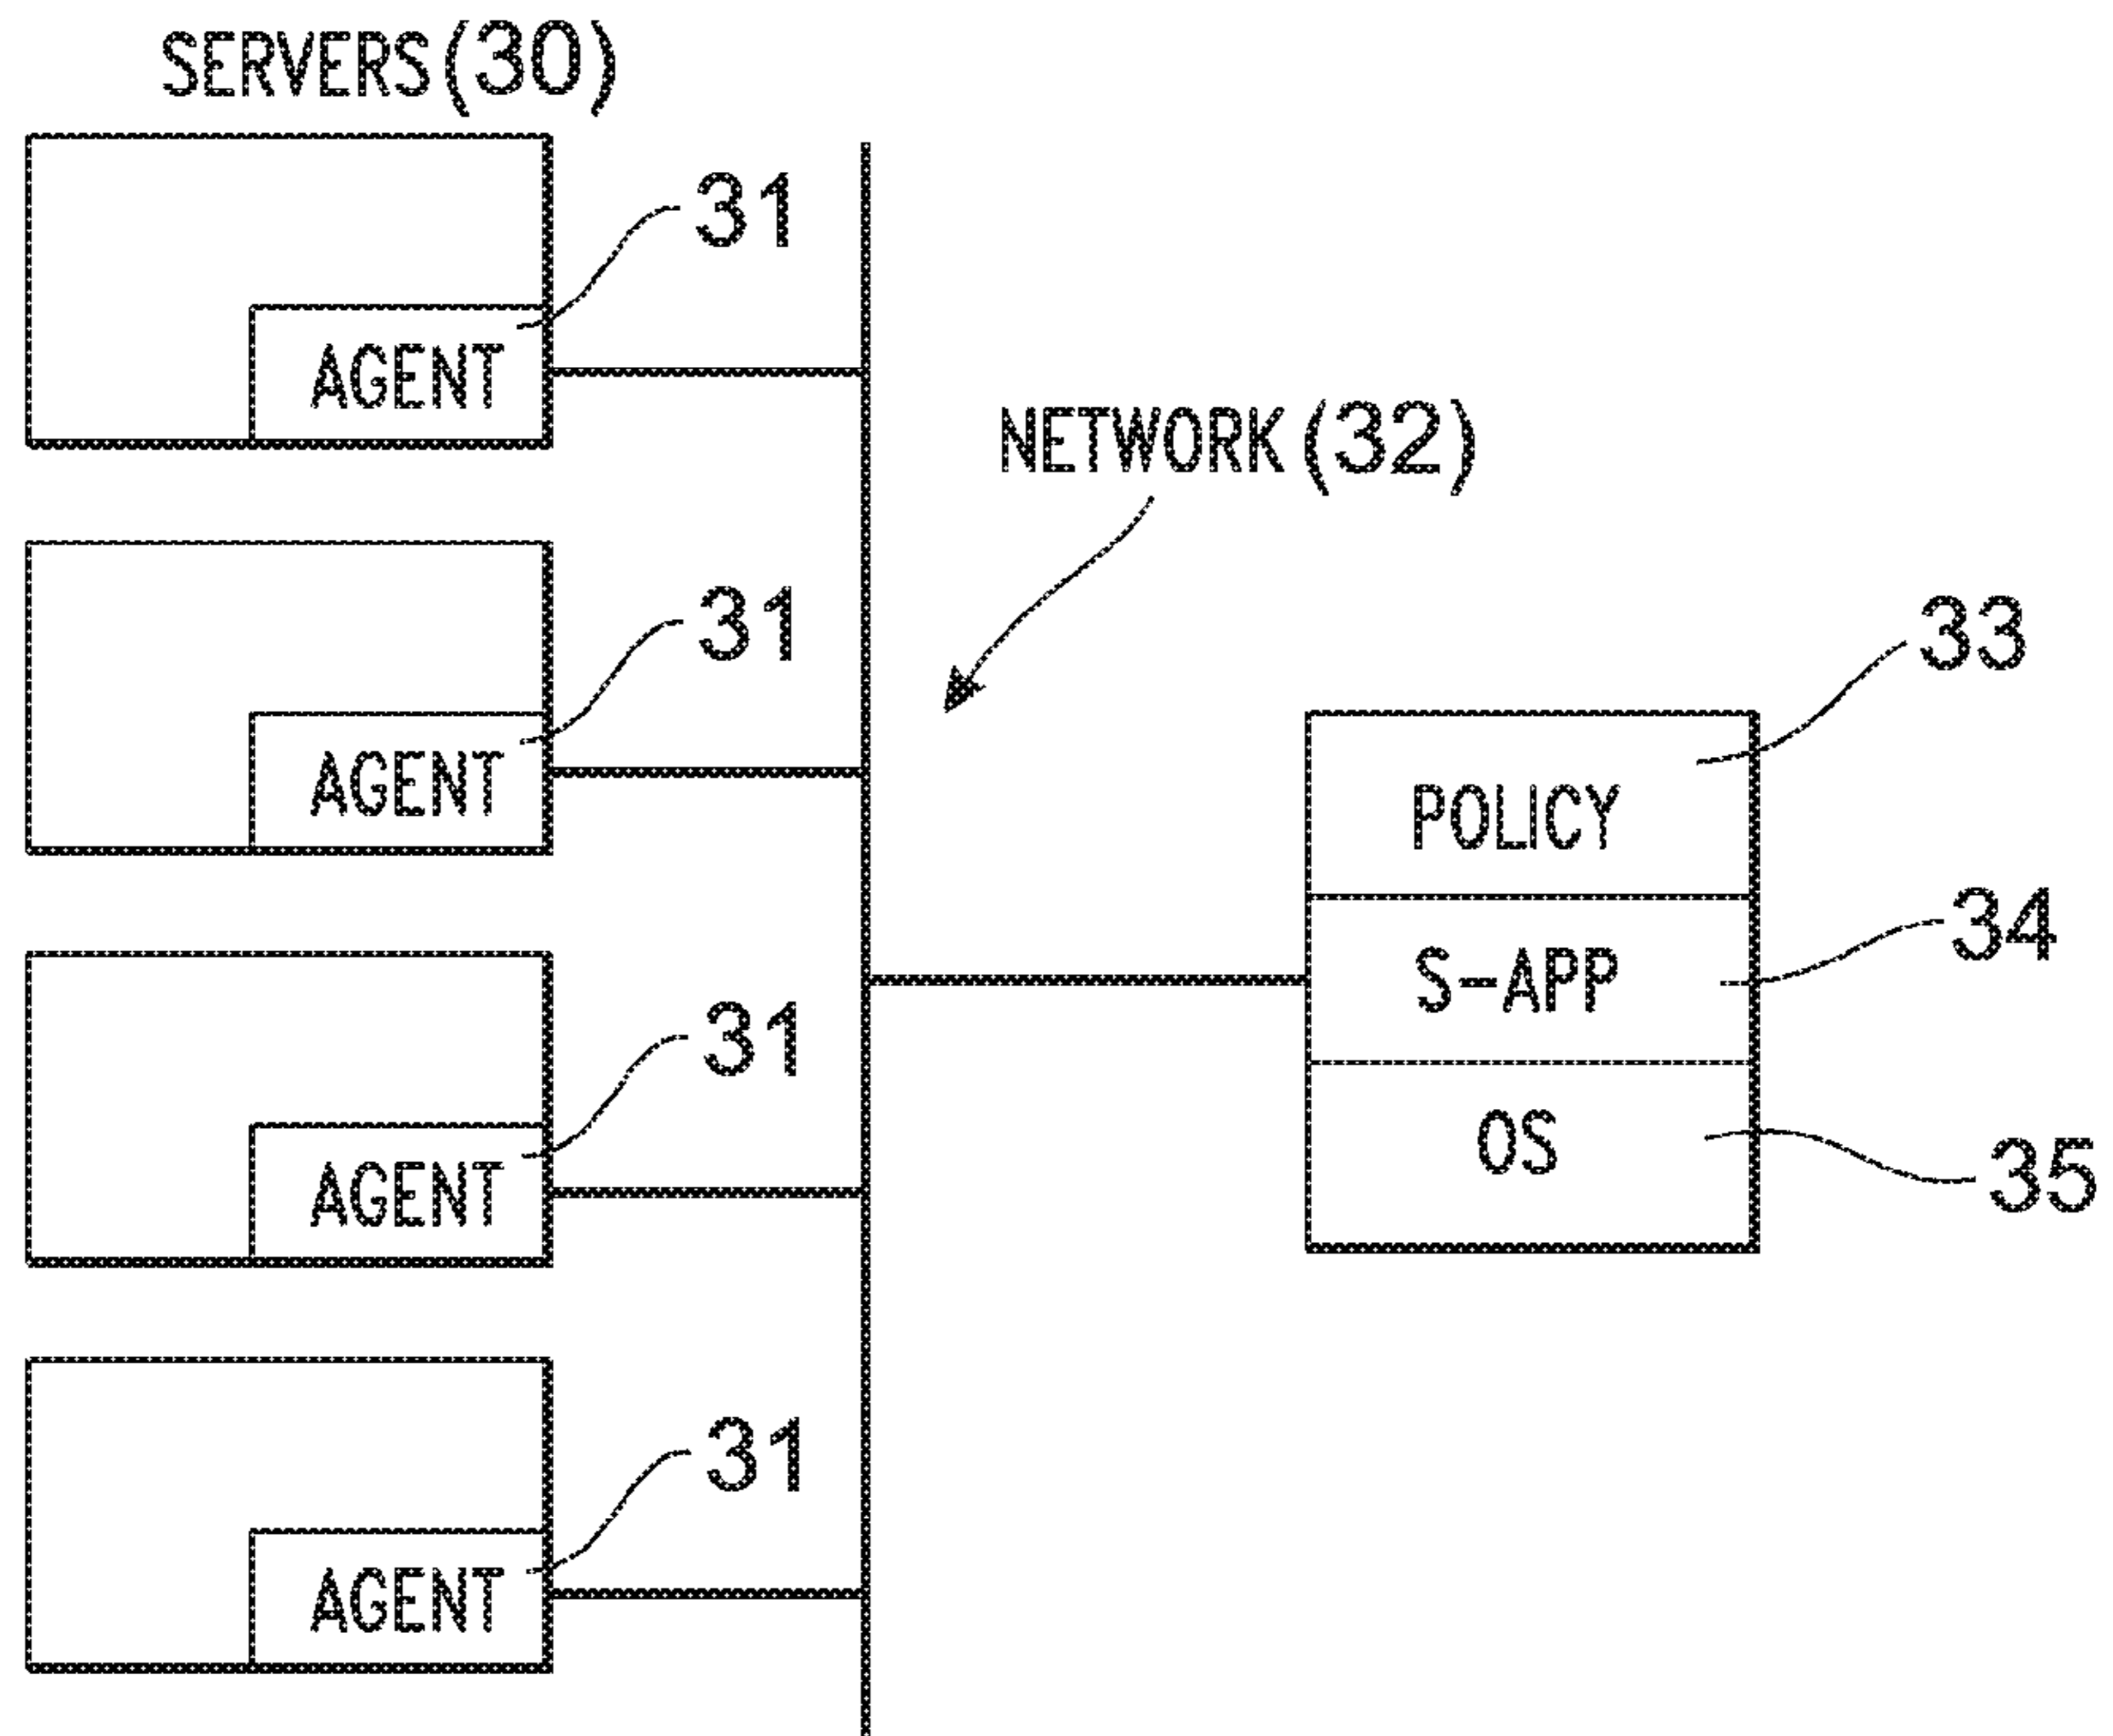 SERVERS (30)
31
AGENT
NETWORK (32)
31
AGENT
33
POLICY
34
S-APP
31
AGENT
OS
35
31
AGENT